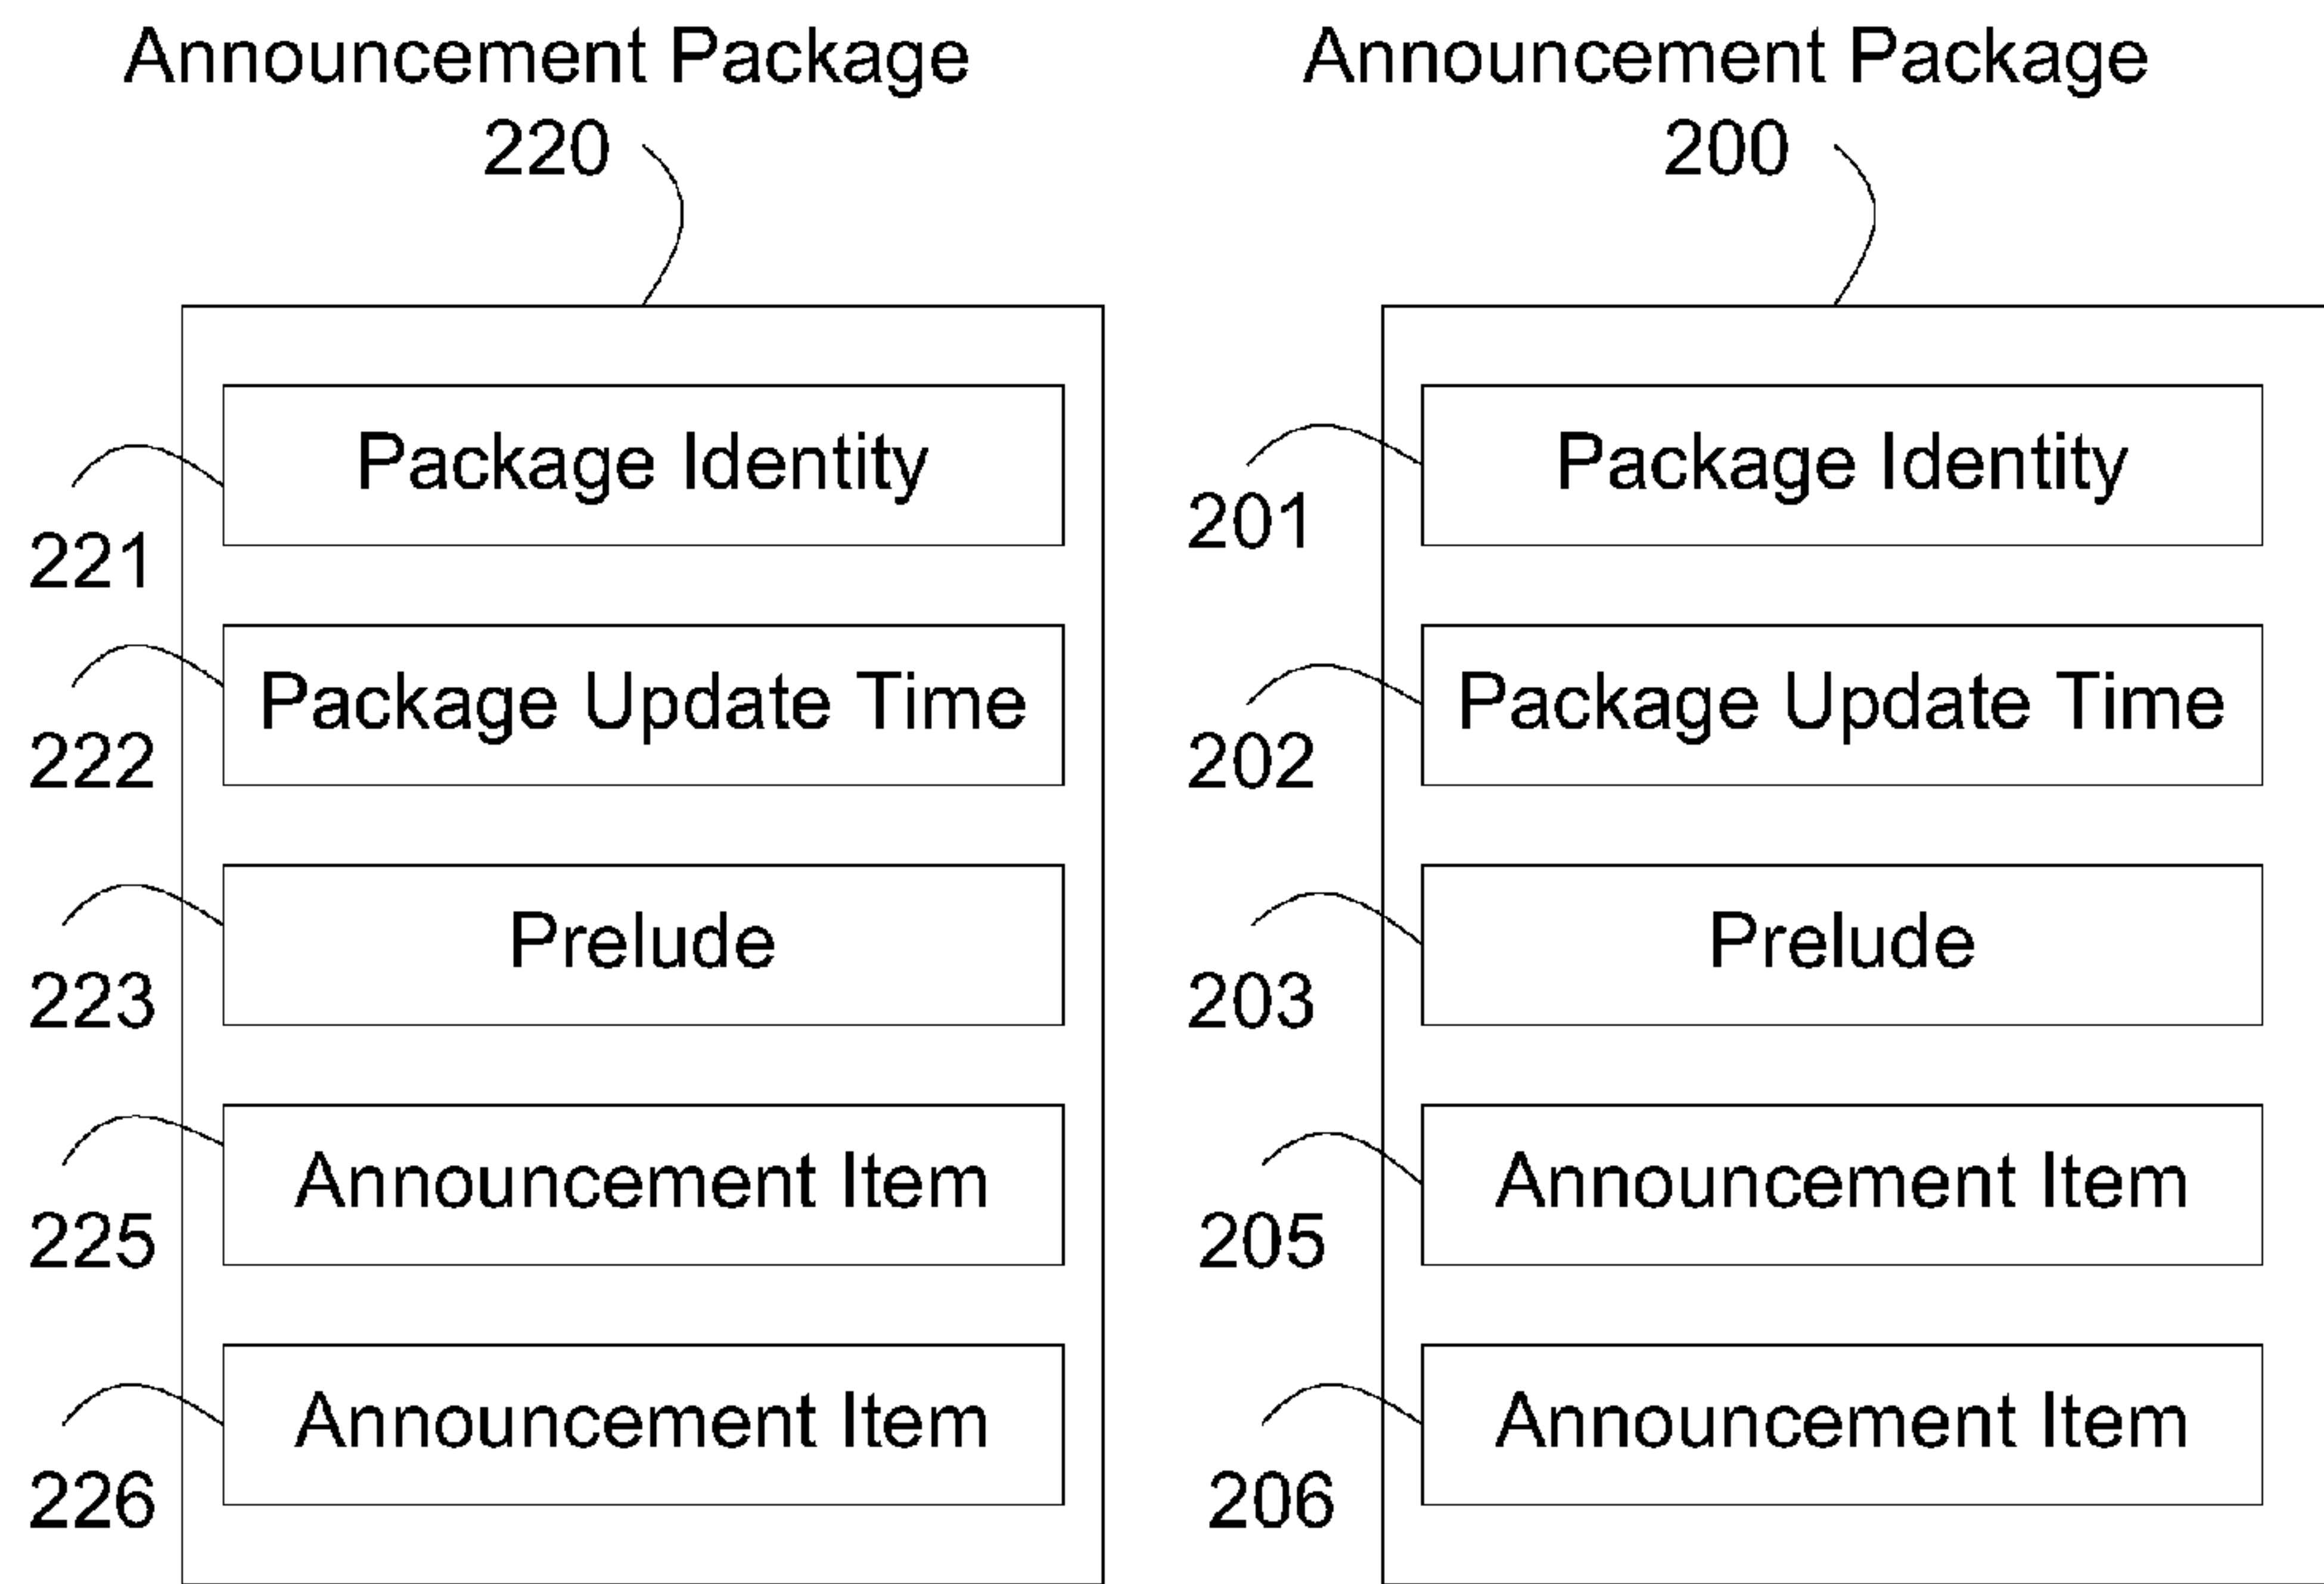 Announcement Package
220
Package Identity
221
Package Update Time
222
Prelude
223
Announcement Item
225
Announcement Item
226
Announcement Package
200
Package Identity
201
Package Update Time
202
Prelude
203
Announcement Item
205
Announcement Item
206